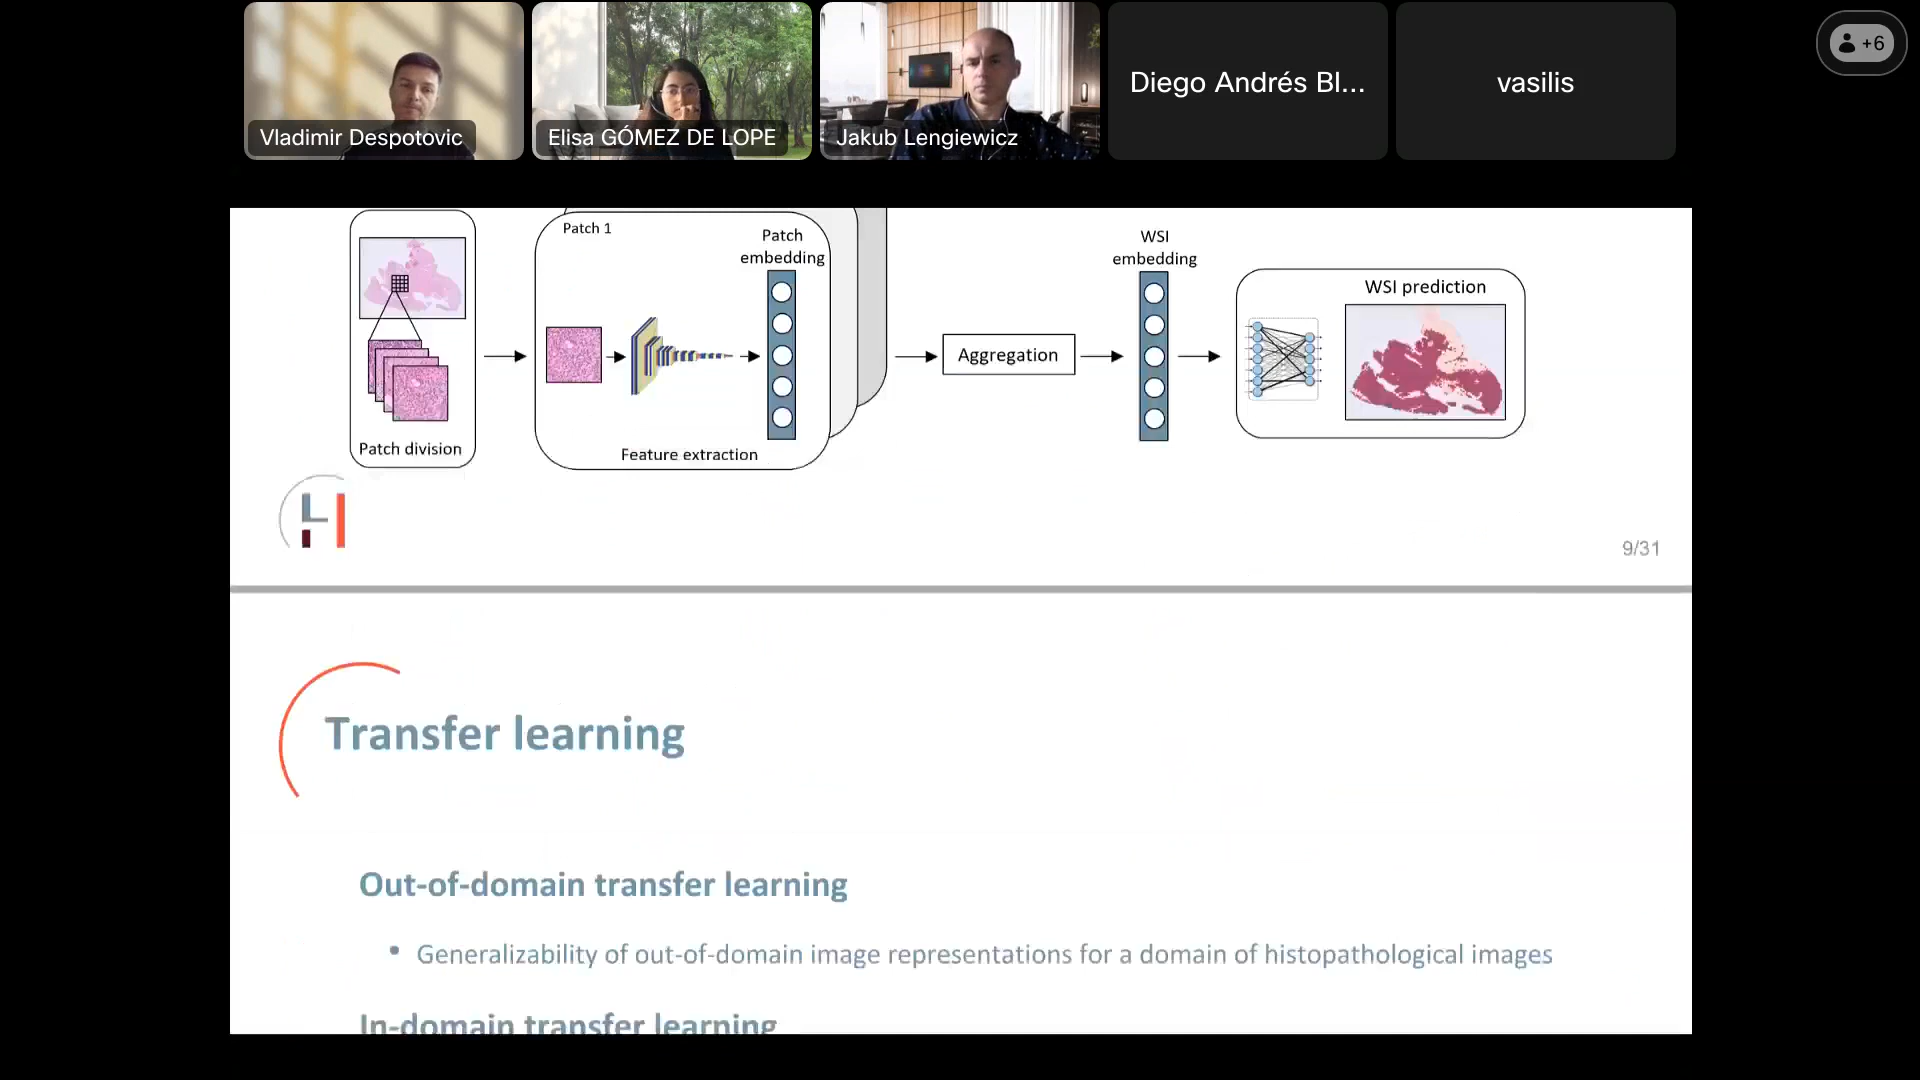 Vladimir Despotovic
Elisa GÓMEZ DE LOPE
Jakub Lengiewicz
Diego Andrés Bl...
vasilis
+6
Patch 1
Patch
embedding
WSI
embedding
WSI prediction
Aggregation
Patch division
Feature extraction
9/31
Transfer learning
Out-of-domain transfer learning
• Generalizability of out-of-domain image representations for a domain of histopathological images
In-domain transfer learning